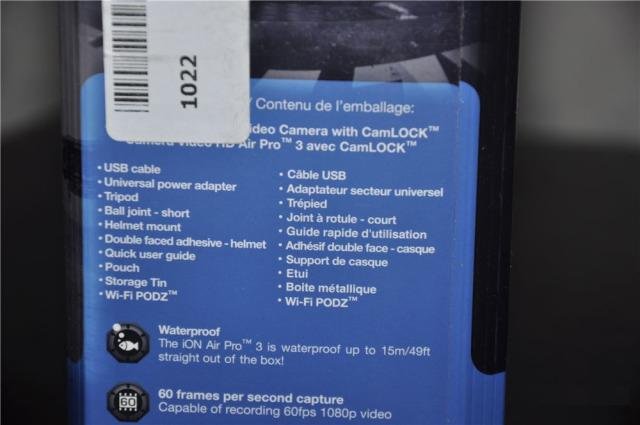 1022
/ Contenu de l'emballage:
ideo Camera with CamLOCK™
Caméra Vidéo HD Air Pro™ 3 avec CamLOCK™
• USB cable
• Universal power adapter
• Tripod
• Ball joint - short
• Helmet mount
• Double faced adhesive - helmet
• Quick user guide
• Pouch
• Storage Tin
• Wi-Fi PODZ™
• Câble USB
• Adaptateur secteur universel
• Trépied
• Joint à rotule - court
• Guide rapide d'utilisation
• Adhésif double face - casque
• Support de casque
• Etui
• Boite métallique
• Wi-Fi PODZ™
Waterproof
The iON Air Pro™ 3 is waterproof up to 15m/49ft
straight out of the box!
60
60 frames per second capture
Capable of recording 60fps 1080p video